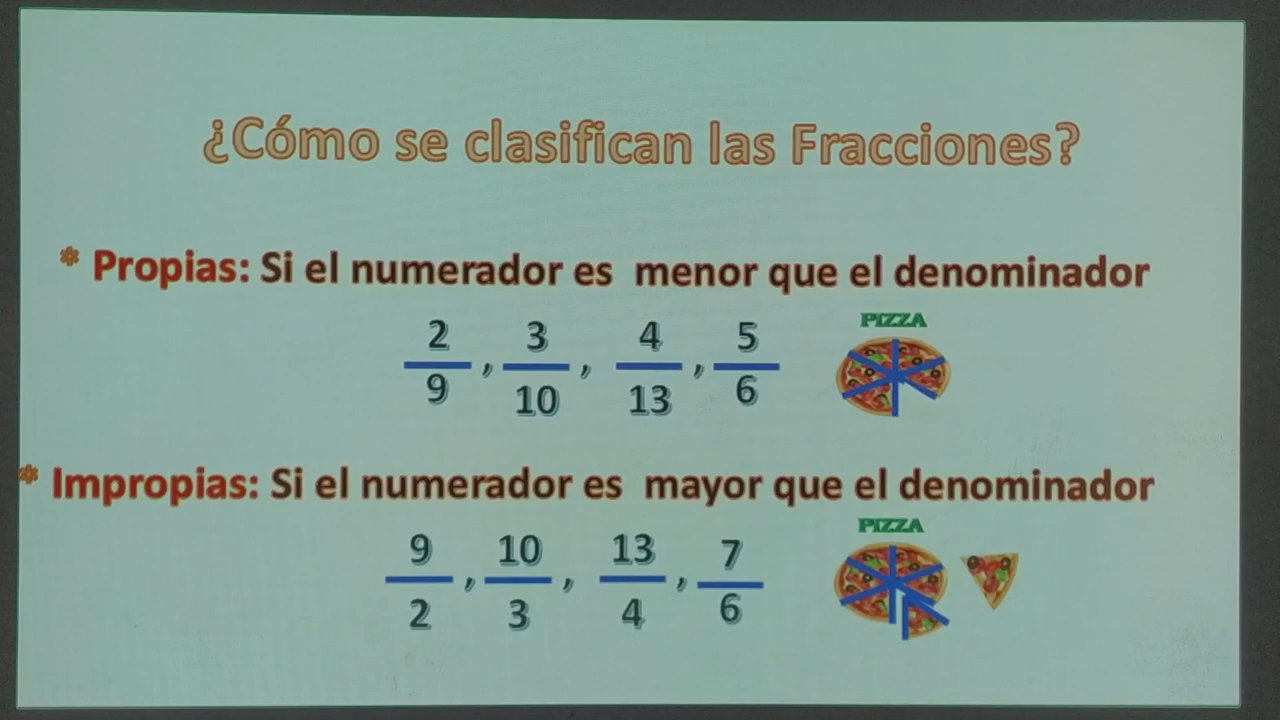 ¿Cómo se clasifican las Fracciones?
* Propias: Si el numerador es menor que el denominador
2/9 , 3/10 , 4/13 , 5/6
PIZZA
* Impropias: Si el numerador es mayor que el denominador
9/2 , 10/3 , 13/4 , 7/6
PIZZA